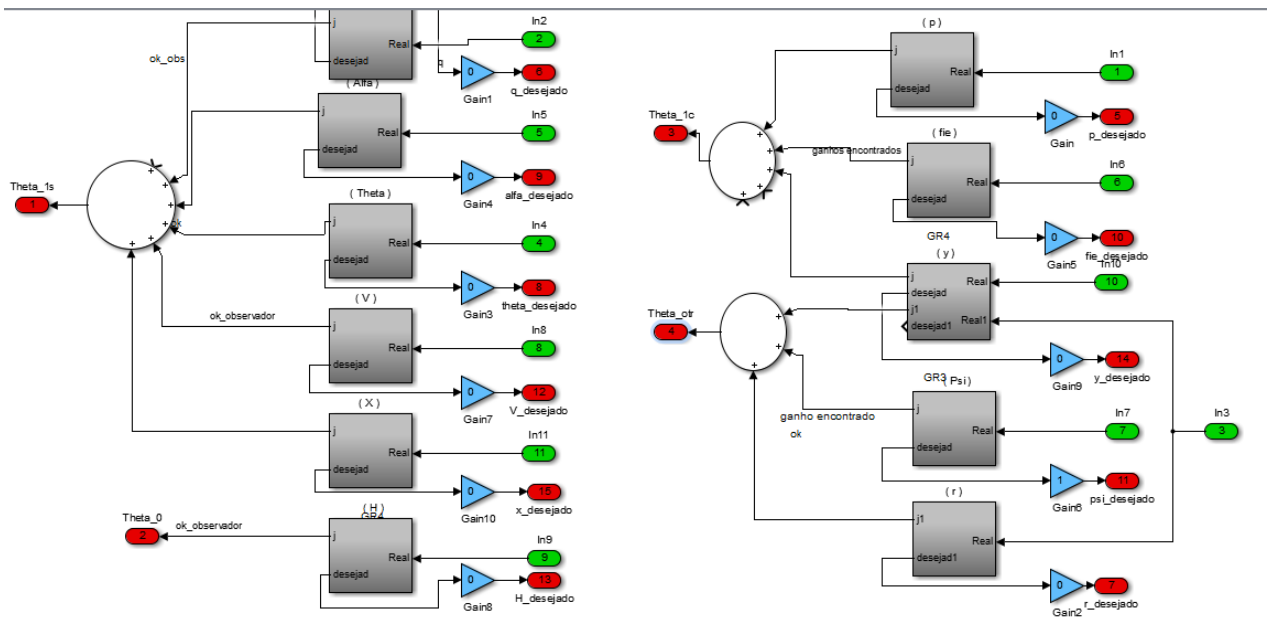 In2
j
2
Real
ok_obs
desejad
q
0
6
Gain1
q_desejado
( Alfa )
In5
j
5
Real
desejad
0
9
Gain4
alfa_desejado
Theta_1s
1
+
+
+
+
+
+
ok
( Theta )
In4
j
4
Real
desejad
0
8
Gain3
theta_desejado
( V )
In8
ok_observador
j
8
Real
desejad
0
12
Gain7
V_desejado
( X )
In11
j
11
Real
desejad
0
15
Gain10
x_desejado
( H )
GR4
Theta_0
2
ok_observador
In9
j
9
Real
desejad
0
13
Gain8
H_desejado
( p )
In1
j
1
Real
desejad
0
5
Gain
p_desejado
Theta_1c
3
+
+
+
+
ganhos encontrados
( fie )
In6
j
6
Real
desejad
0
10
Gain5
fie_desejado
GR4
( y )
In10
j
10
Real
desejad
j1
Real1
desejad1
0
14
Gain9
y_desejado
Theta_otr
4
+
+
+
GR3
( Psi )
In7
In3
j
7
3
Real
ganho encontrado
ok
desejad
1
11
Gain6
psi_desejado
( r )
j1
Real
desejad1
0
7
Gain2
r_desejado